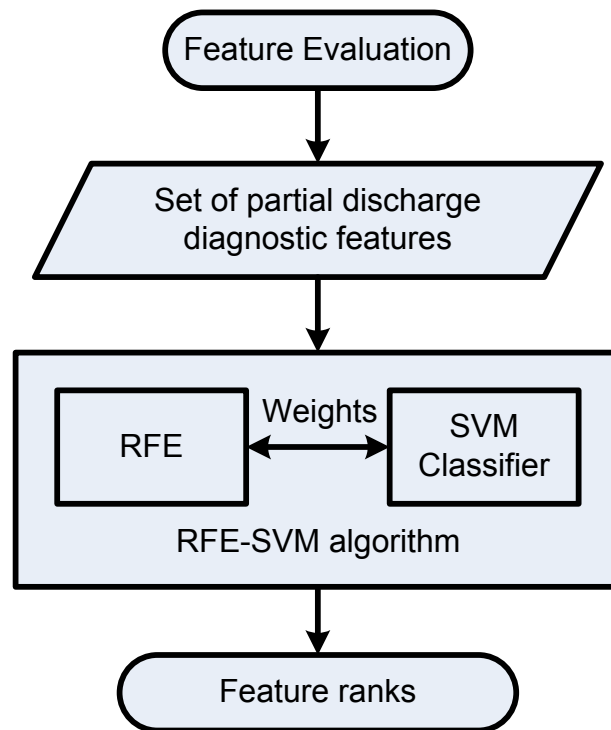 Feature Evaluation
Set of partial discharge
diagnostic features
Weights
RFE
SVM
Classifier
RFE-SVM algorithm
Feature ranks